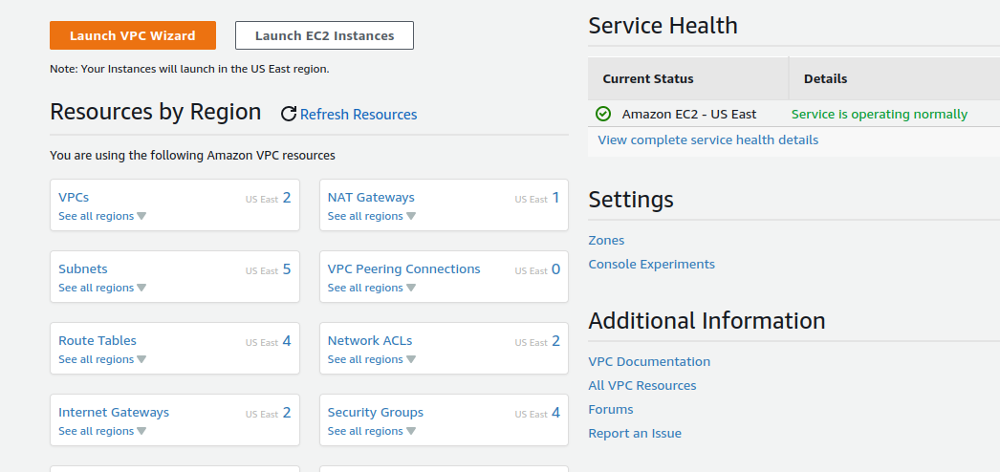 Launch VPC Wizard
Launch EC2 Instances
Note: Your Instances will launch in the US East region.
Resources by Region
Refresh Resources
You are using the following Amazon VPC resources
VPCs
US East 2
See all regions
NAT Gateways
US East 1
See all regions
Subnets
US East 5
See all regions
VPC Peering Connections
US East 0
See all regions
Route Tables
US East 4
See all regions
Network ACLs
US East 2
See all regions
Internet Gateways
US East 2
See all regions
Security Groups
US East 4
See all regions
Service Health
Current Status
Details
Amazon EC2 - US East
Service is operating normally
View complete service health details
Settings
Zones
Console Experiments
Additional Information
VPC Documentation
All VPC Resources
Forums
Report an Issue